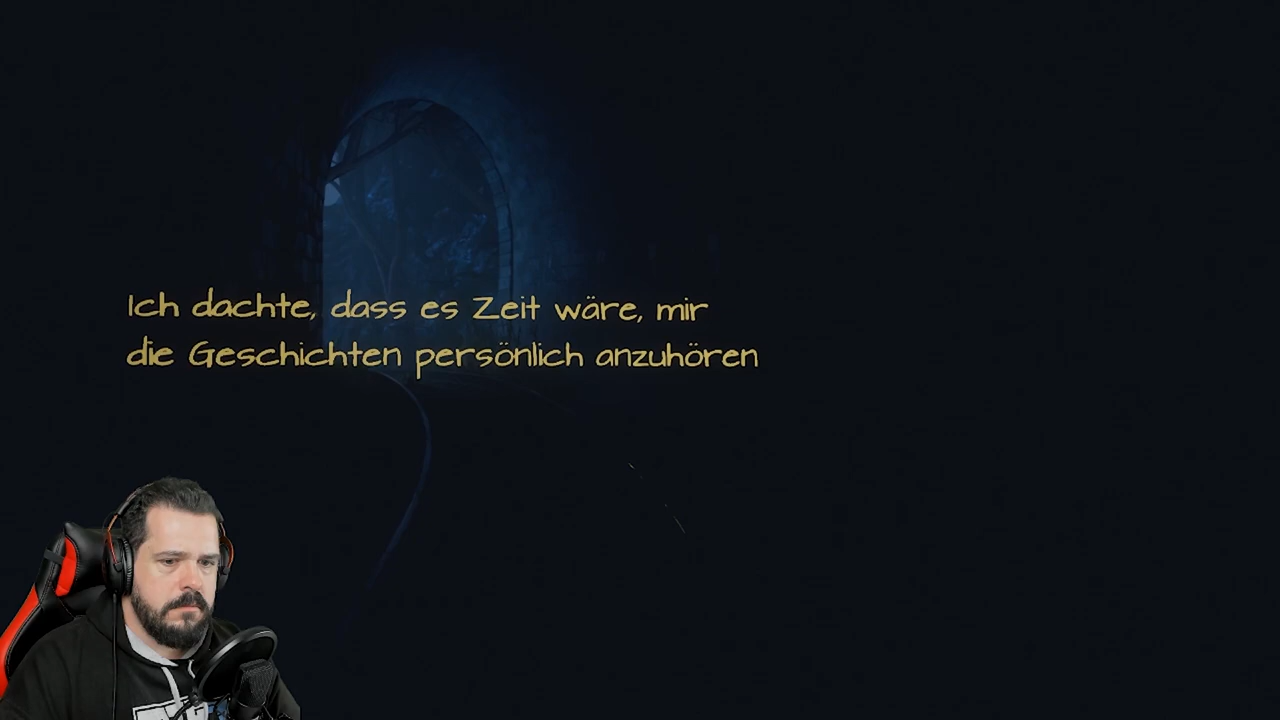 Ich dachte, dass es Zeit wäre, mir
die Geschichten persönlich anzuhören